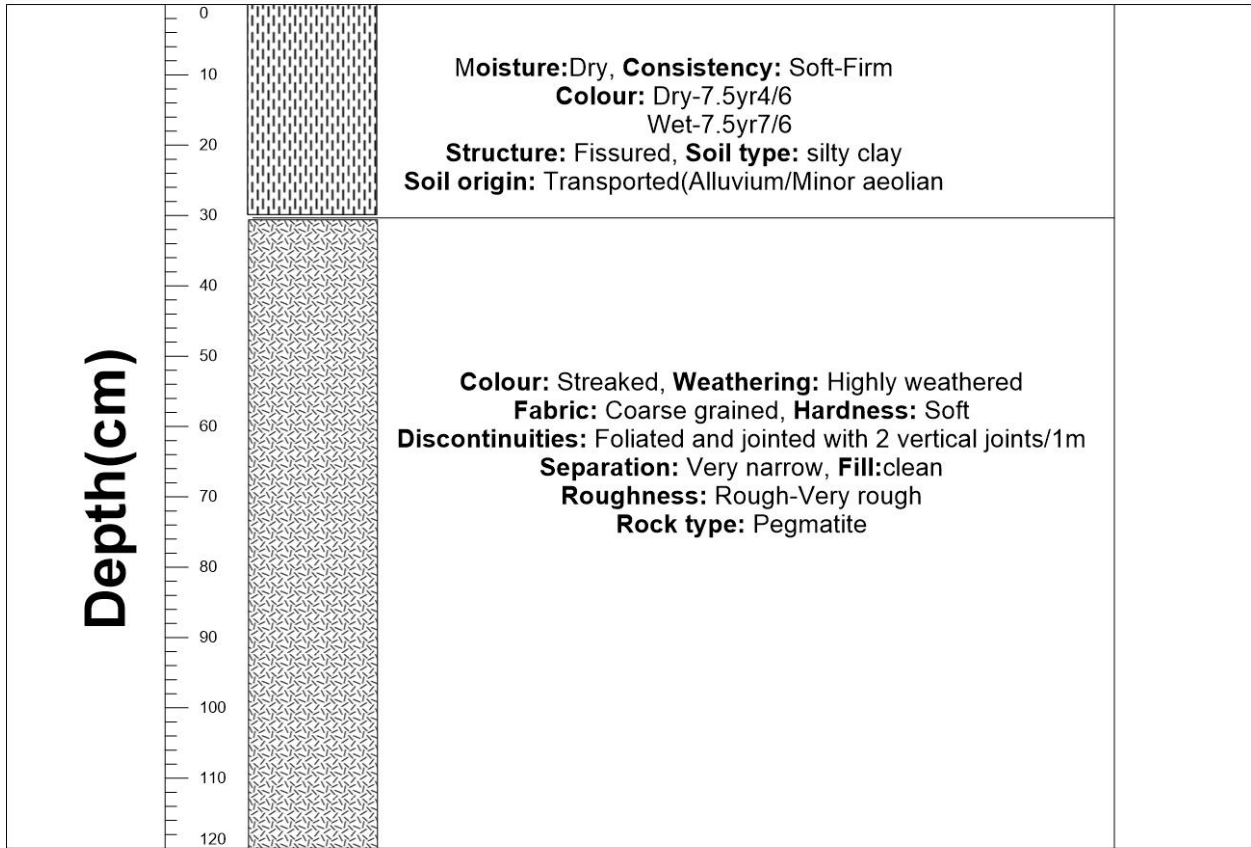 Depth(cm)
0
10
20
30
40
50
60
70
80
90
100
110
120
Moisture:Dry, Consistency: Soft-Firm
Colour: Dry-7.5yr4/6
Wet-7.5yr7/6
Structure: Fissured, Soil type: silty clay
Soil origin: Transported(Alluvium/Minor aeolian
Colour: Streaked, Weathering: Highly weathered
Fabric: Coarse grained, Hardness: Soft
Discontinuities: Foliated and jointed with 2 vertical joints/1m
Separation: Very narrow, Fill:clean
Roughness: Rough-Very rough
Rock type: Pegmatite